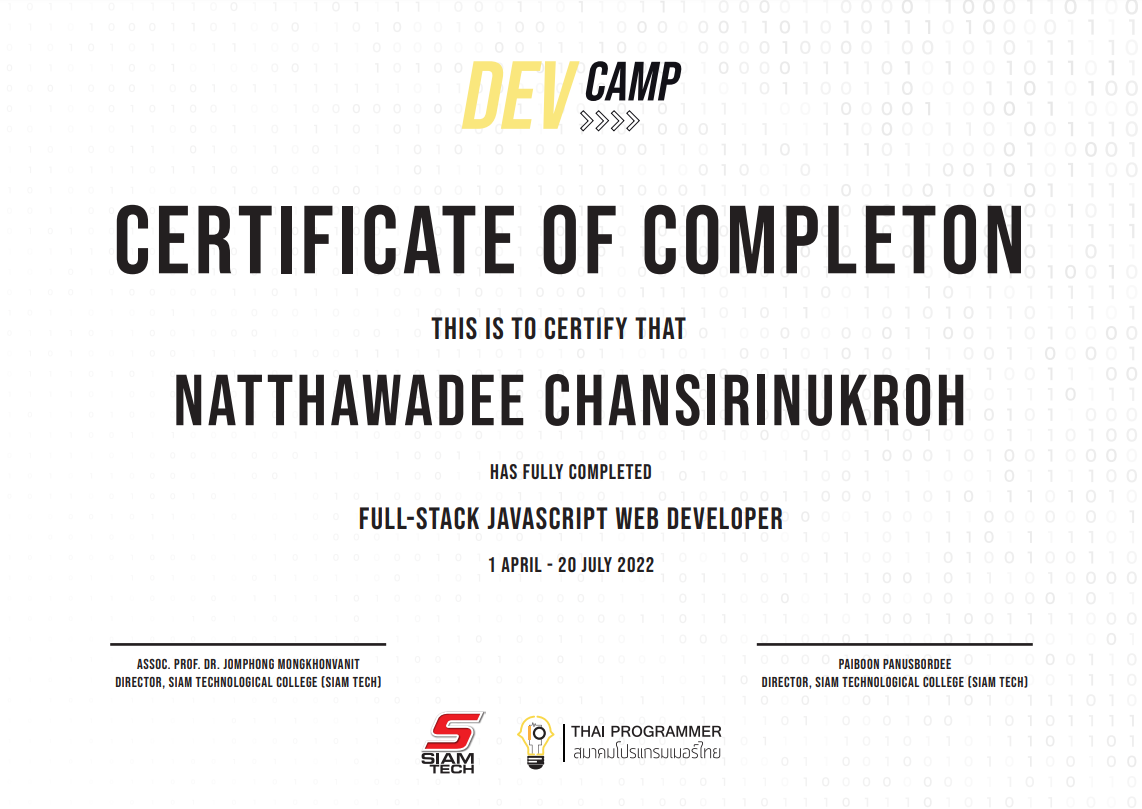 DEV CAMP
CERTIFICATE OF COMPLETON
THIS IS TO CERTIFY THAT
NATTHAWADEE CHANSIRINUKROH
HAS FULLY COMPLETED
FULL-STACK JAVASCRIPT WEB DEVELOPER
1 APRIL - 20 JULY 2022
ASSOC. PROF. DR. JOMPHONG MONGKHONVANIT
DIRECTOR, SIAM TECHNOLOGICAL COLLEGE (SIAM TECH)
PAIBOON PANUSBORDEE
DIRECTOR, SIAM TECHNOLOGICAL COLLEGE (SIAM TECH)
SIAM
TECH
THAI PROGRAMMER
สมาคมโปรแกรมเมอร์ไทย